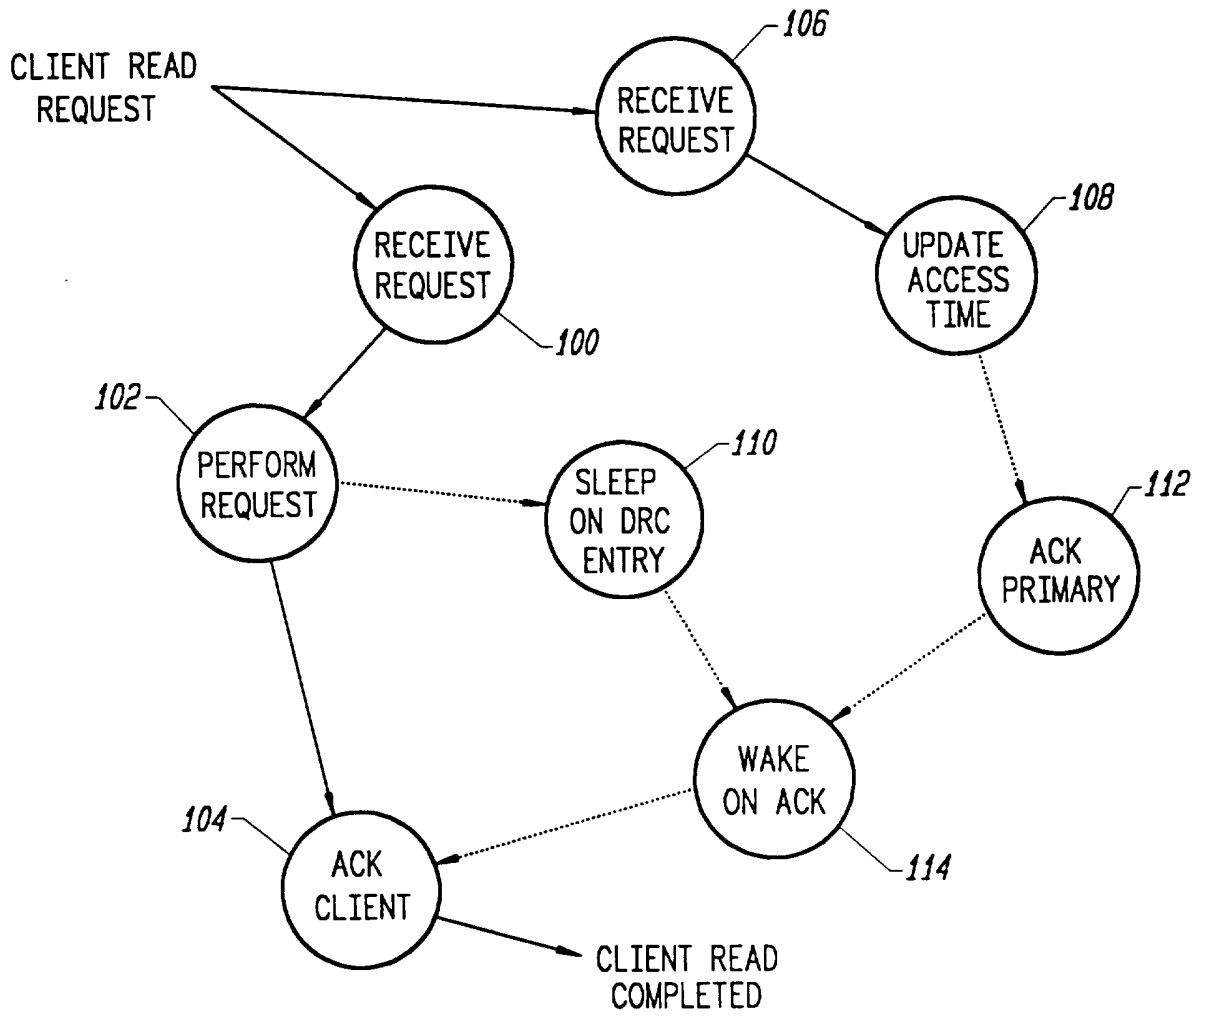 106
CLIENT READ
REQUEST
RECEIVE
REQUEST
108
RECEIVE
REQUEST
UPDATE
ACCESS
TIME
100
102
PERFORM
REQUEST
110
SLEEP
ON DRC
ENTRY
112
ACK
PRIMARY
WAKE
ON ACK
104
114
ACK
CLIENT
CLIENT READ
COMPLETED